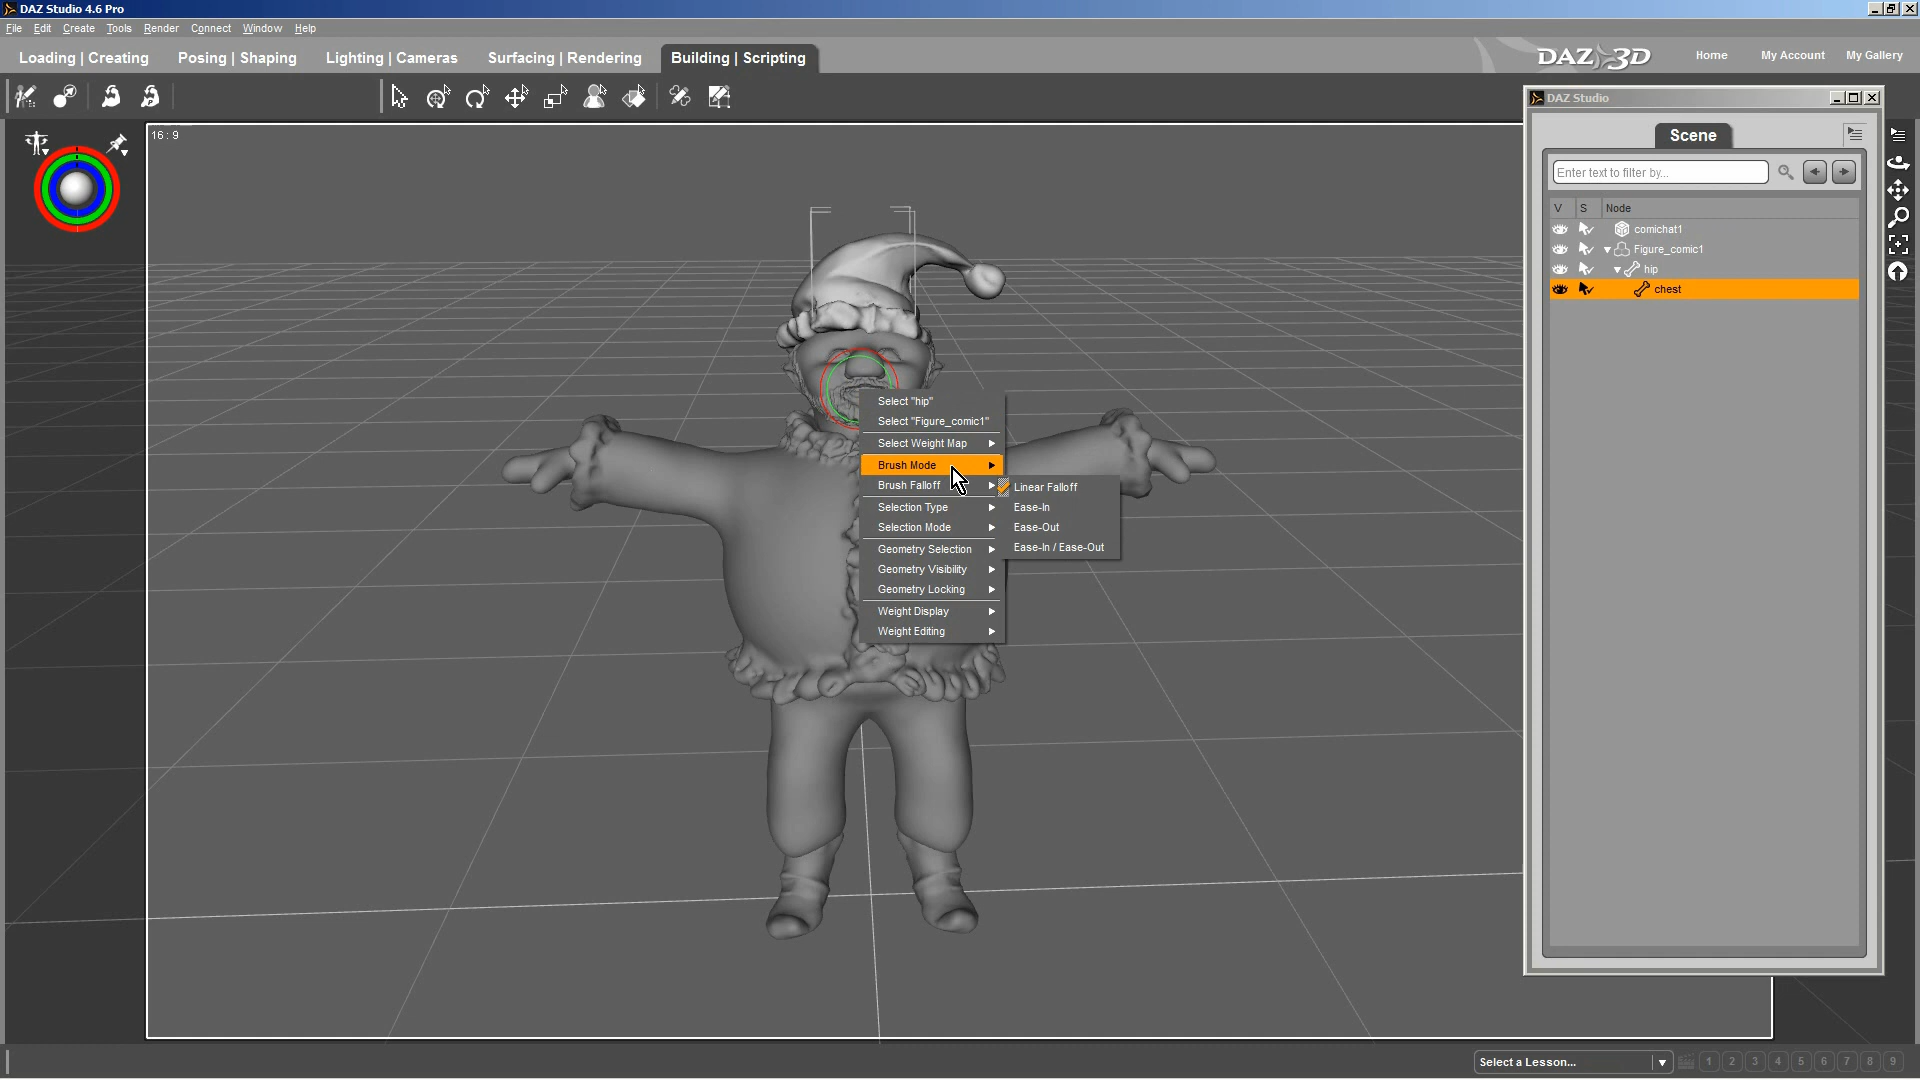 DAZ Studio 4.6 Pro
File Edit Create Tools Render Connect Window Help
Loading | Creating Posing | Shaping Lighting | Cameras Surfacing | Rendering Building | Scripting
DAZ 3D Home My Account My Gallery
DAZ Studio
16 : 9
Scene
Enter text to filter by...
V S Node
comichat1
Figure_comic1
hip
chest
Select "hip"
Select "Figure_comic1"
Select Weight Map
Brush Mode
Brush Falloff
Selection Type
Selection Mode
Geometry Selection
Geometry Visibility
Geometry Locking
Weight Display
Weight Editing
Linear Falloff
Ease-In
Ease-Out
Ease-In / Ease-Out
Select a Lesson... 1 2 3 4 5 6 7 8 9